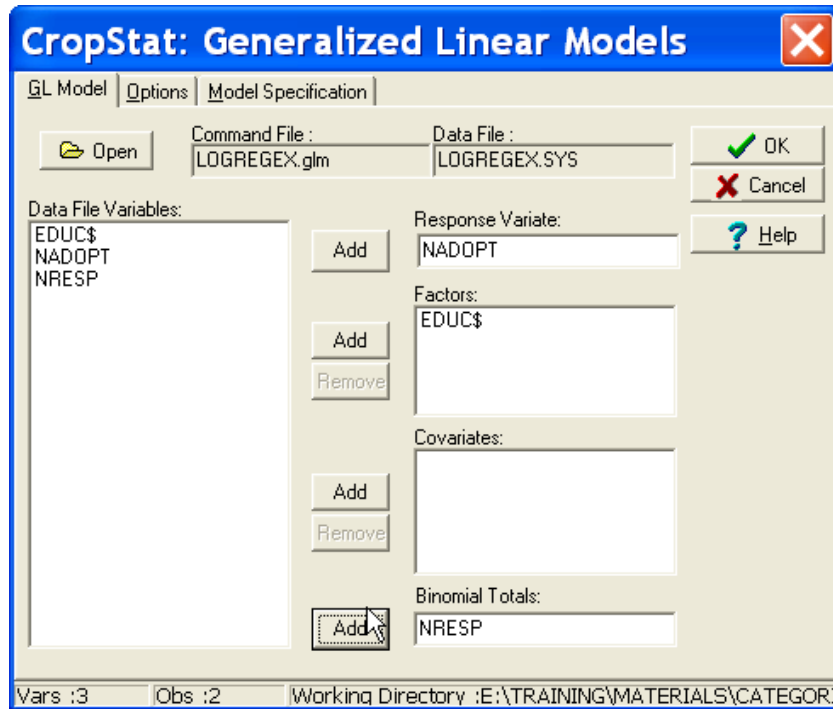 CropStat: Generalized Linear Models
GL Model Options Model Specification
Open
Command File :
LOGREGEX.glm
Data File :
LOGREGEX.SYS
OK
Cancel
Help
Data File Variables:
EDUC$
NADOPT
NRESP
Add
Response Variate:
NADOPT
Add
Remove
Factors:
EDUC$
Add
Remove
Covariates:
Add
Binomial Totals:
NRESP
Vars :3 Obs :2 Working Directory :E:\TRAINING\MATERIALS\CATEGOR